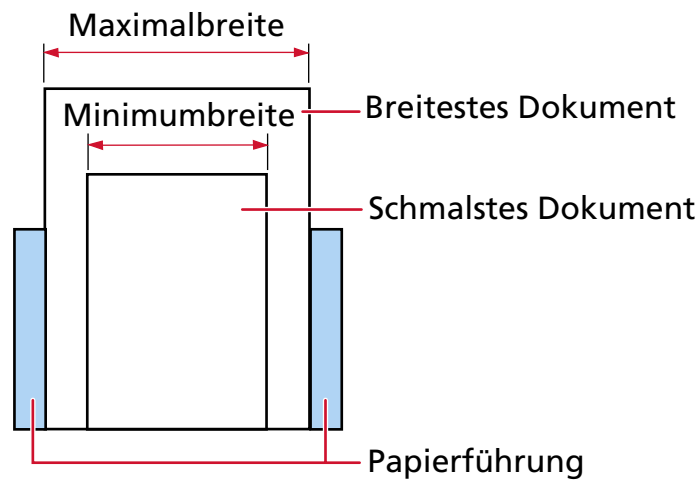 Maximalbreite
Breitestes Dokument
Minimumbreite
Schmalstes Dokument
Papierführung